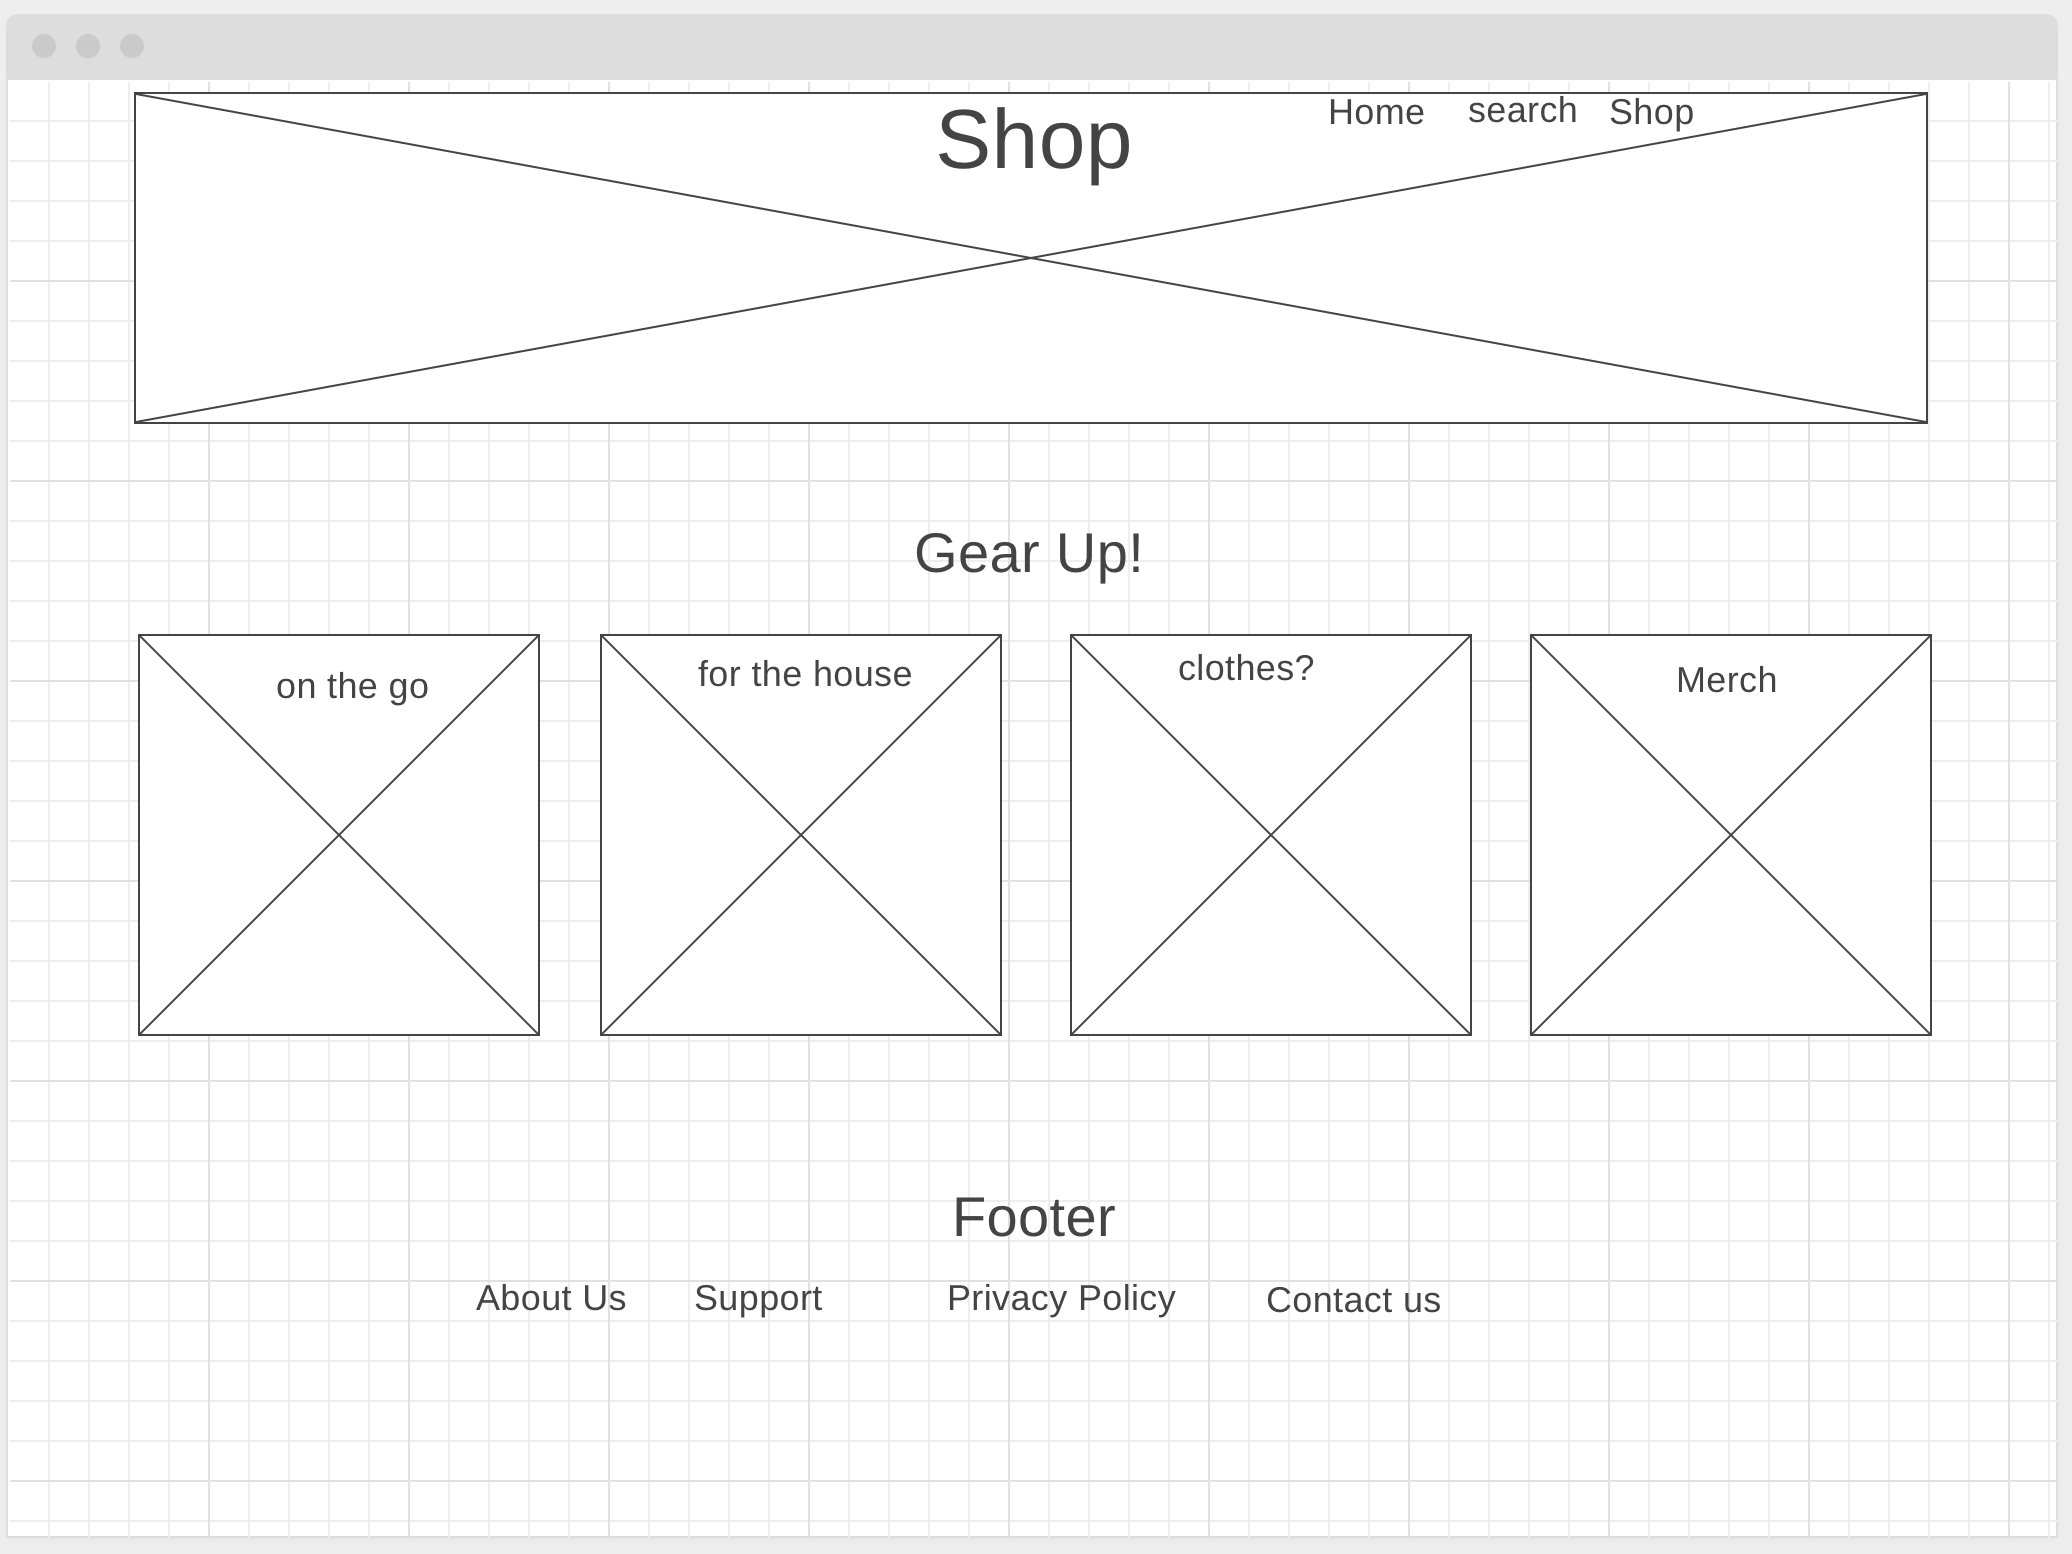 Shop
Home search Shop
Gear Up!
on the go
for the house
clothes?
Merch
Footer
About Us Support Privacy Policy Contact us